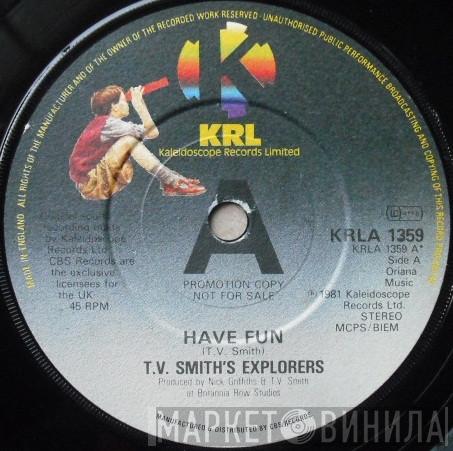 MADE IN ENGLAND. ALL RIGHTS OF THE MANUFACTURER AND OF THE OWNER OF THE RECORDED WORK RESERVED · UNAUTHORISED PUBLIC PERFORMANCE BROADCASTING AND COPYING OF THIS RECORD
K
KRL
Kaleidoscope Records Limited
A
recording
by Kaleidoscope
Records Ltd.
CBS Records are
the exclusive
licensees for
the UK
45 RPM
KRLA 1359
KRLA 1359 A*
Side A
Oriana
Music
℗ 1981 Kaleidoscope
Records Ltd.
STEREO
MCPS/BIEM
PROMOTION COPY
NOT FOR SALE
HAVE FUN
(T.V. Smith)
T.V. SMITH'S EXPLORERS
Produced by Nick Griffiths & T.V. Smith
at Britannia Row Studios
MANUFACTURED & DISTRIBUTED BY CBS RECORDS
МАРКЕТ ВИНИЛА